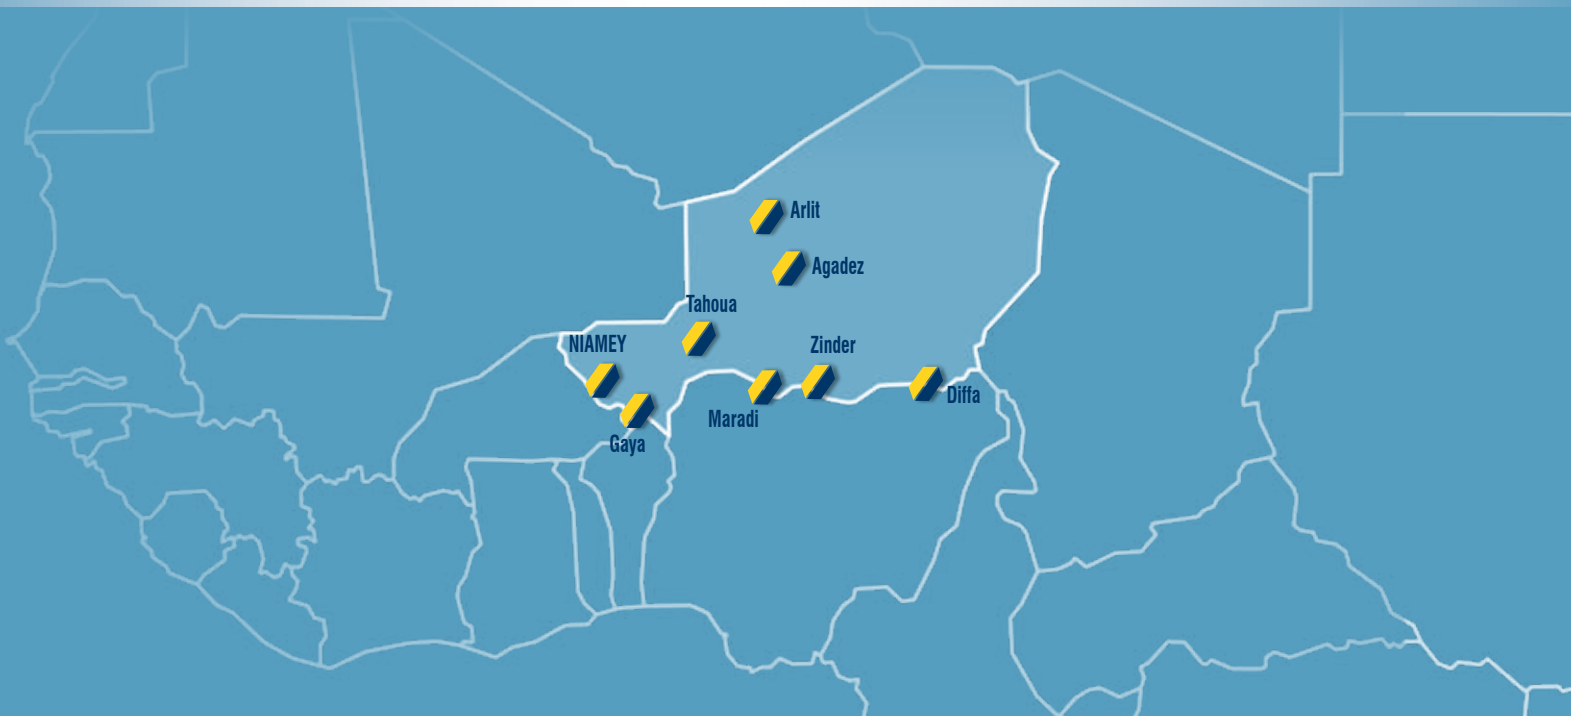 Arlit
Agadez
Tahoua
NIAMEY
Zinder
Diffa
Maradi
Gaya